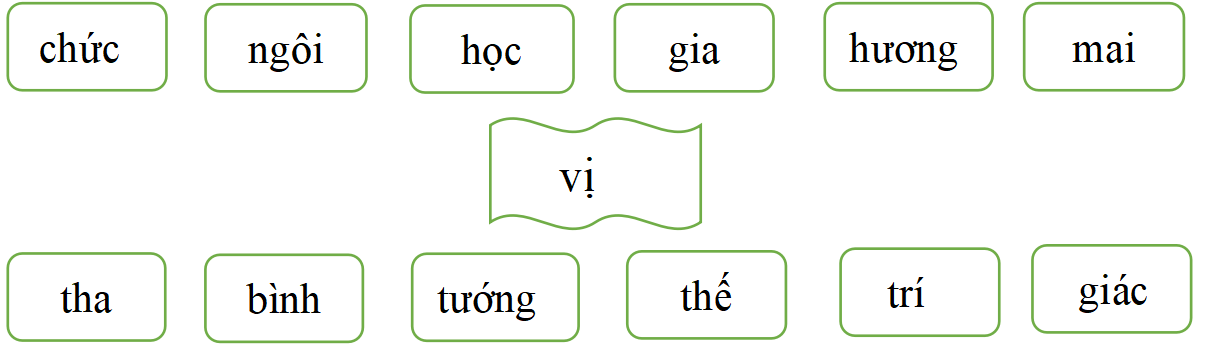 chức ngôi học gia hương mai
vị
tha bình tướng thế trí giác